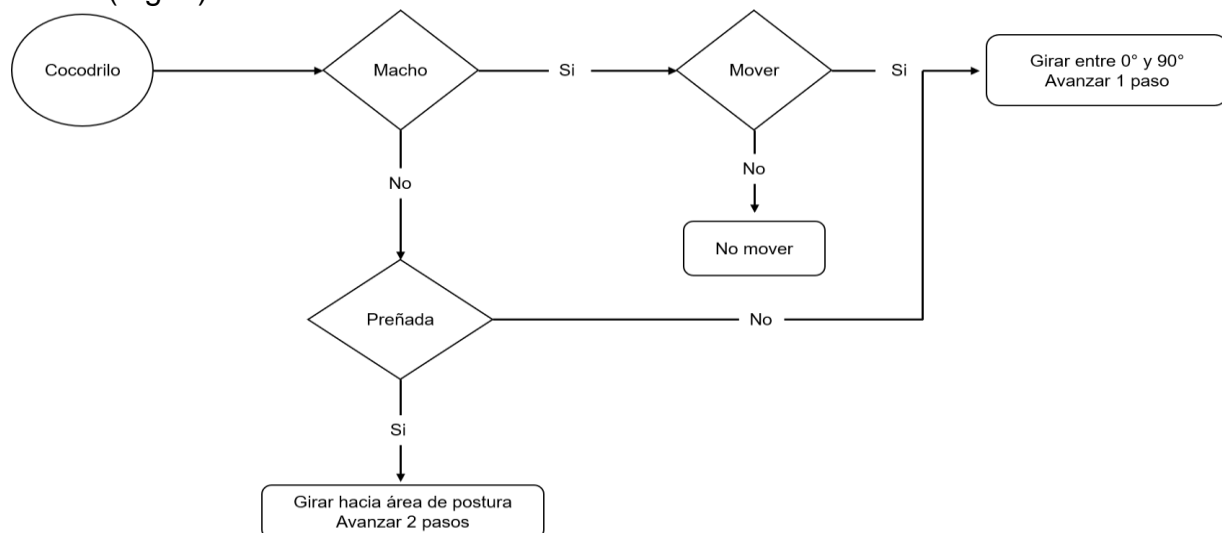 Cocodrilo
Macho
Si
Mover
Si
Girar entre 0° y 90°
Avanzar 1 paso
No
No
No mover
Preñada
No
Si
Girar hacia área de postura
Avanzar 2 pasos